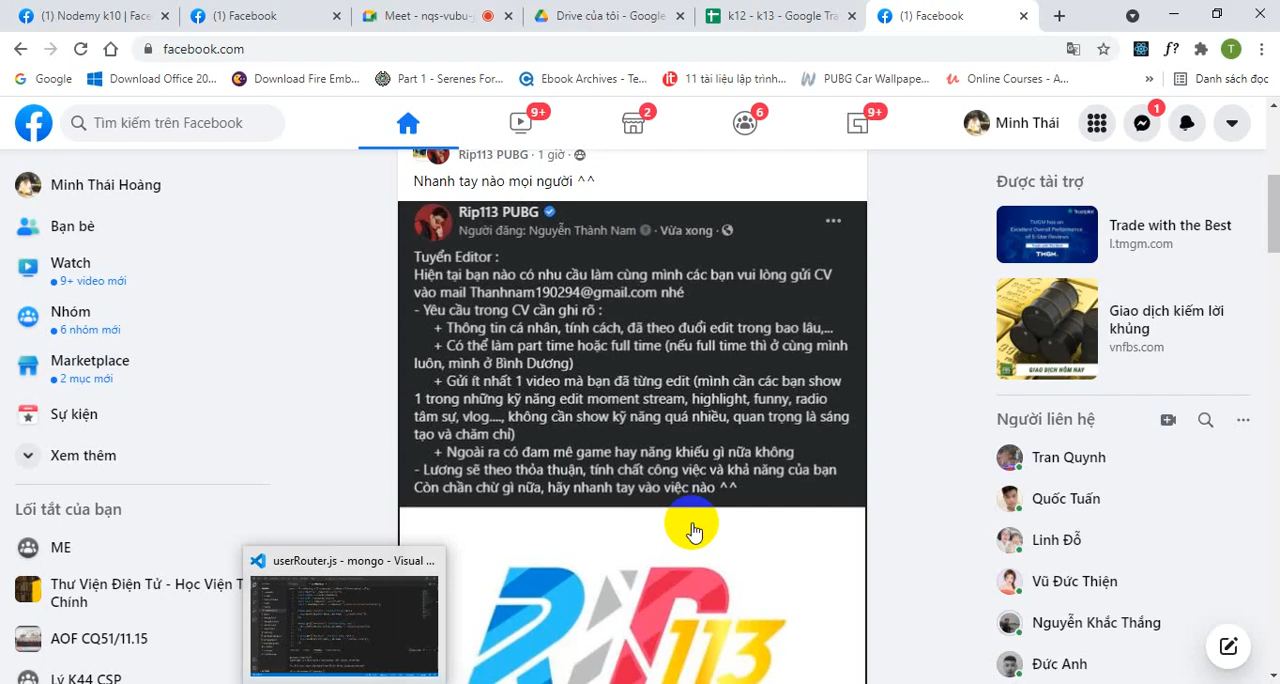 (1) Nodemy k10 | Face
(1) Facebook
Meet - nqs-vubu-
Drive của tôi - Google
k12 - k13 - Google Tra
(1) Facebook
facebook.com
f?
T
Google
Download Office 20...
Download Fire Emb...
Part 1 - Serenes For...
Ebook Archives - Te...
11 tài liệu lập trình...
PUBG Car Wallpape...
Online Courses - A...
»
Danh sách đọc
Tìm kiếm trên Facebook
9+
2
6
9+
Minh Thái
1
Minh Thái Hoàng
Bạn bè
Watch
9+ video mới
Nhóm
6 nhóm mới
Marketplace
2 mục mới
Sự kiện
Xem thêm
Lối tắt của bạn
ME
Thư Viện Điện Tử - Học Viện T
Chính
AOF CQ51/11.15
Lý K44 CSP
userRouter.js - mongo - Visual ...
Rip113 PUBG · 1 giờ ·
Nhanh tay nào mọi người ^^
Rip113 PUBG
Người đăng: Nguyễn Thành Nam · Vừa xong ·
Tuyển Editor :
Hiện tại bạn nào có nhu cầu làm cùng mình các bạn vui lòng gửi CV
vào mail Thanhnam190294@gmail.com nhé
- Yêu cầu trong CV cần ghi rõ :
+ Thông tin cá nhân, tính cách, đã theo đuổi edit trong bao lâu,...
+ Có thể làm part time hoặc full time (nếu full time thì ở cùng mình
luôn, mình ở Bình Dương)
+ Gửi ít nhất 1 video mà bạn đã từng edit (mình cần các bạn show
1 trong những kỹ năng edit moment stream, highlight, funny, radio
tâm sự, vlog...., không cần show kỹ năng quá nhiều, quan trọng là sáng
tạo và chăm chỉ)
+ Ngoài ra có đam mê game hay năng khiếu gì nữa không
- Lương sẽ theo thỏa thuận, tính chất công việc và khả năng của bạn
Còn chần chừ gì nữa, hãy nhanh tay vào việc nào ^^
Được tài trợ
TMGM
Trade with the Best
l.tmgm.com
GIAO DỊCH HÔM NAY
Giao dịch kiếm lời
khủng
vnfbs.com
Người liên hệ
Tran Quynh
Quốc Tuấn
Linh Đỗ
Vi Đức Thiện
Nguyễn Khắc Thắng
Đức Anh